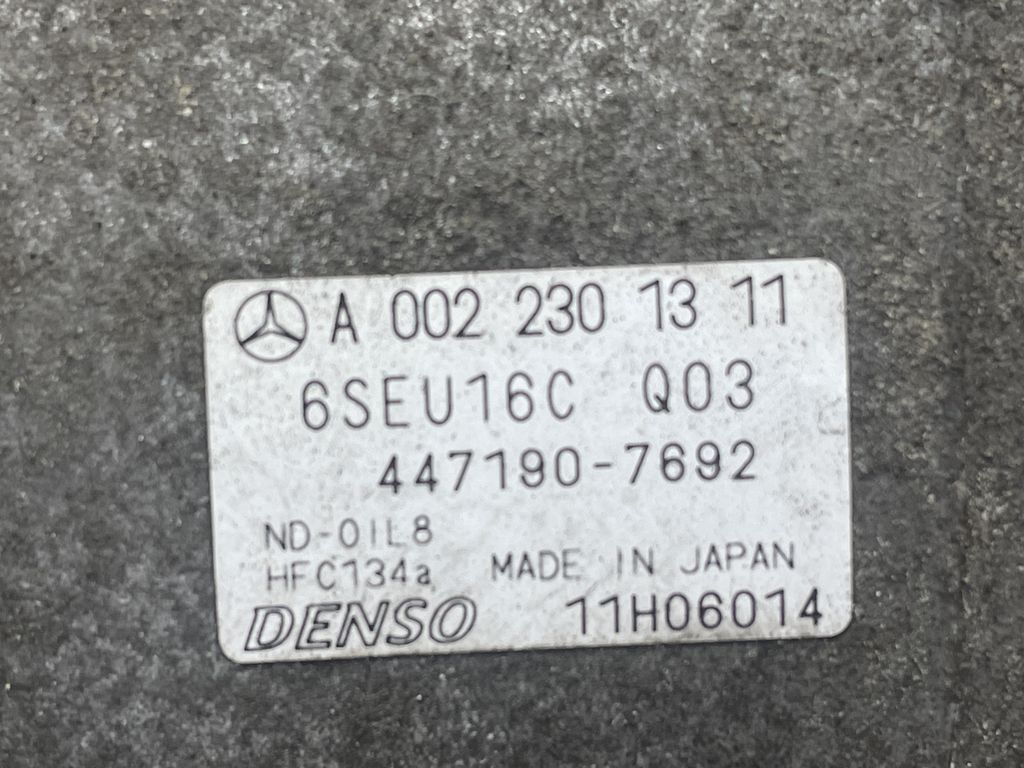 A 002 230 13 11
6SEU16C Q03
447190-7692
ND-OIL8
HFC134a MADE IN JAPAN
DENSO 11H06014